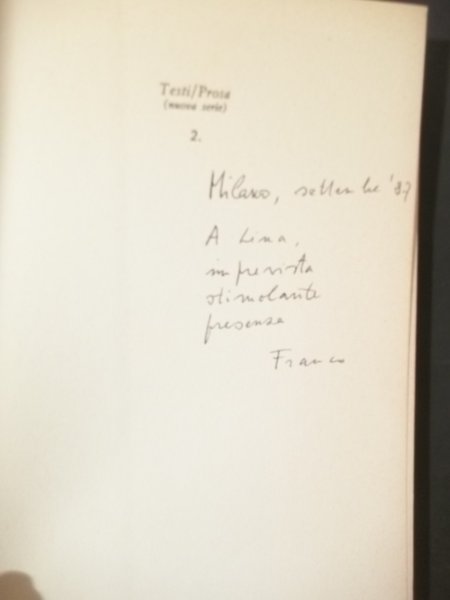 Testi/Prosa
(nuova serie)
2.
Milano, settembre '87
A Lina,
imprevista
stimolante
presenza
Franco